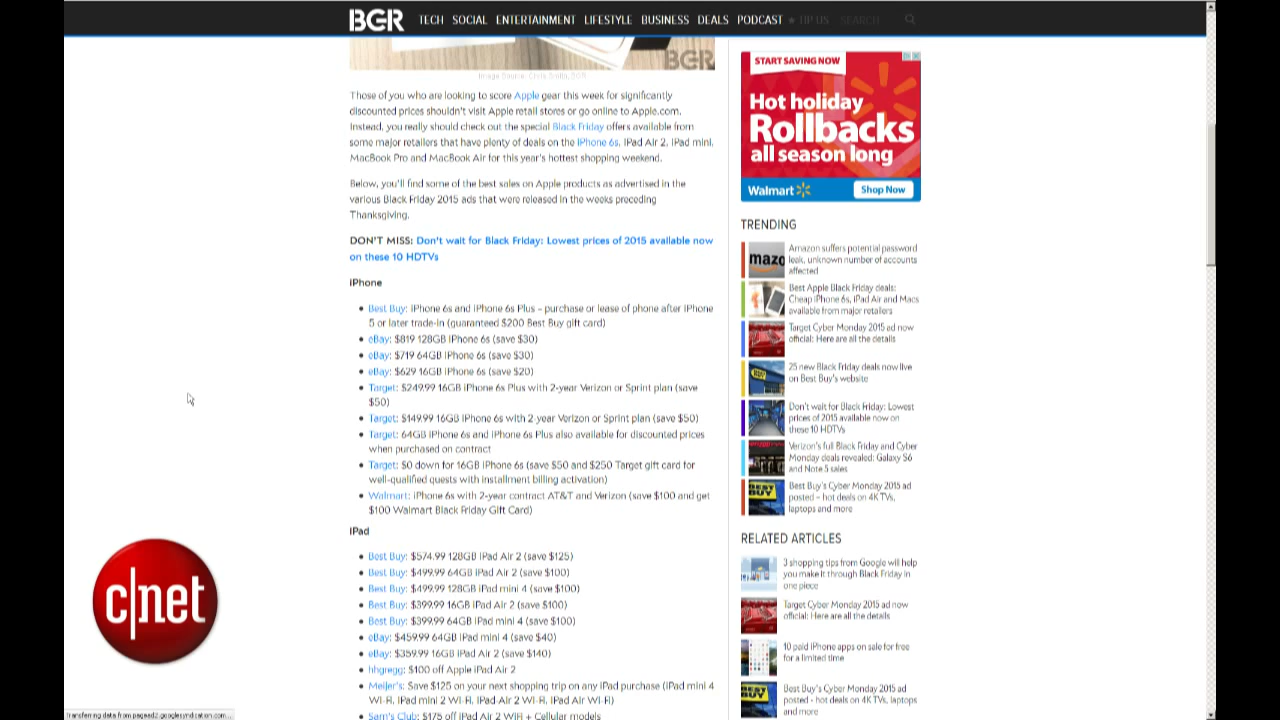 BGR TECH SOCIAL ENTERTAINMENT LIFESTYLE BUSINESS DEALS PODCAST ★ TIP US SEARCH
BGR
Image Source: Chris Smith, BGR
Those of you who are looking to score Apple gear this week for significantly
discounted prices shouldn't visit Apple retail stores or go online to Apple.com.
Instead, you really should check out the special Black Friday offers available from
some major retailers that have plenty of deals on the iPhone 6s, iPad Air 2, iPad mini,
MacBook Pro and MacBook Air for this year's hottest shopping weekend.
Below, you'll find some of the best sales on Apple products as advertised in the
various Black Friday 2015 ads that were released in the weeks preceding
Thanksgiving.
DON'T MISS: Don't wait for Black Friday: Lowest prices of 2015 available now
on these 10 HDTVs
iPhone
• Best Buy: iPhone 6s and iPhone 6s Plus – purchase or lease of phone after iPhone
5 or later trade-in (guaranteed $200 Best Buy gift card)
• eBay: $819 128GB iPhone 6s (save $30)
• eBay: $719 64GB iPhone 6s (save $30)
• eBay: $629 16GB iPhone 6s (save $20)
• Target: $249.99 16GB iPhone 6s Plus with 2-year Verizon or Sprint plan (save
$50)
• Target: $149.99 16GB iPhone 6s with 2-year Verizon or Sprint plan (save $50)
• Target: 64GB iPhone 6s and iPhone 6s Plus also available for discounted prices
when purchased on contract
• Target: $0 down for 16GB iPhone 6s (save $50 and $250 Target gift card for
well-qualified quests with installment billing activation)
• Walmart: iPhone 6s with 2-year contract AT&T and Verizon (save $100 and get
$100 Walmart Black Friday Gift Card)
iPad
• Best Buy: $574.99 128GB iPad Air 2 (save $125)
• Best Buy: $499.99 64GB iPad Air 2 (save $100)
• Best Buy: $499.99 128GB iPad mini 4 (save $100)
• Best Buy: $399.99 16GB iPad Air 2 (save $100)
• Best Buy: $399.99 64GB iPad mini 4 (save $100)
• eBay: $459.99 64GB iPad mini 4 (save $40)
• eBay: $359.99 16GB iPad Air 2 (save $140)
• hhgregg: $100 off Apple iPad Air 2
• Meijer's: Save $125 on your next shopping trip on any iPad purchase (iPad mini 4
Wi-Fi, iPad mini 2 Wi-Fi, iPad Air 2 Wi-Fi, iPad Air Wi-Fi)
• Sam's Club: $175 off iPad Air 2 WiFi + Cellular models
START SAVING NOW
Hot holiday
Rollbacks
all season long
Walmart
Shop Now
TRENDING
mazo
Amazon suffers potential password
leak, unknown number of accounts
affected
Best Apple Black Friday deals:
Cheap iPhone 6s, iPad Air and Macs
available from major retailers
Target Cyber Monday 2015 ad now
official: Here are all the details
25 new Black Friday deals now live
on Best Buy's website
Don't wait for Black Friday: Lowest
prices of 2015 available now on
these 10 HDTVs
Verizon's full Black Friday and Cyber
Monday deals revealed: Galaxy S6
and Note 5 sales
BEST
BUY
Best Buy's Cyber Monday 2015 ad
posted – hot deals on 4K TVs,
laptops and more
RELATED ARTICLES
3 shopping tips from Google will help
you make it through Black Friday in
one piece
Target Cyber Monday 2015 ad now
official: Here are all the details
10 paid iPhone apps on sale for free
for a limited time
BEST
BUY
Best Buy's Cyber Monday 2015 ad
posted - hot deals on 4K TVs, laptops
and more
c|net
Transferring data from pagead2.googlesyndication.com...